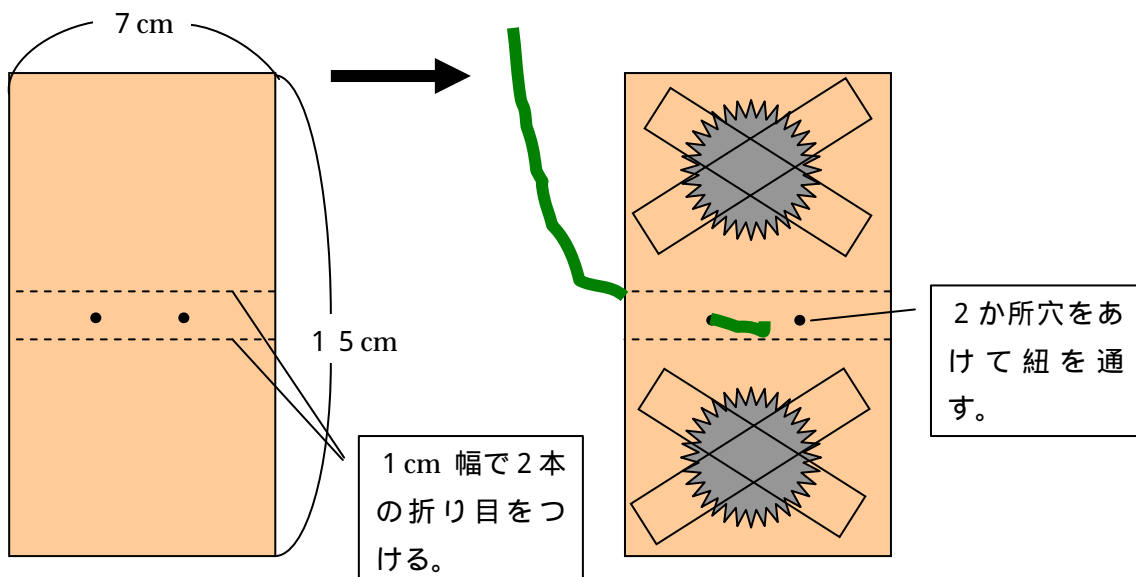 7 cm
15cm
1cm 幅で2本
の折り目をつ
ける。
2か所穴をあ
けて紐を通
す。